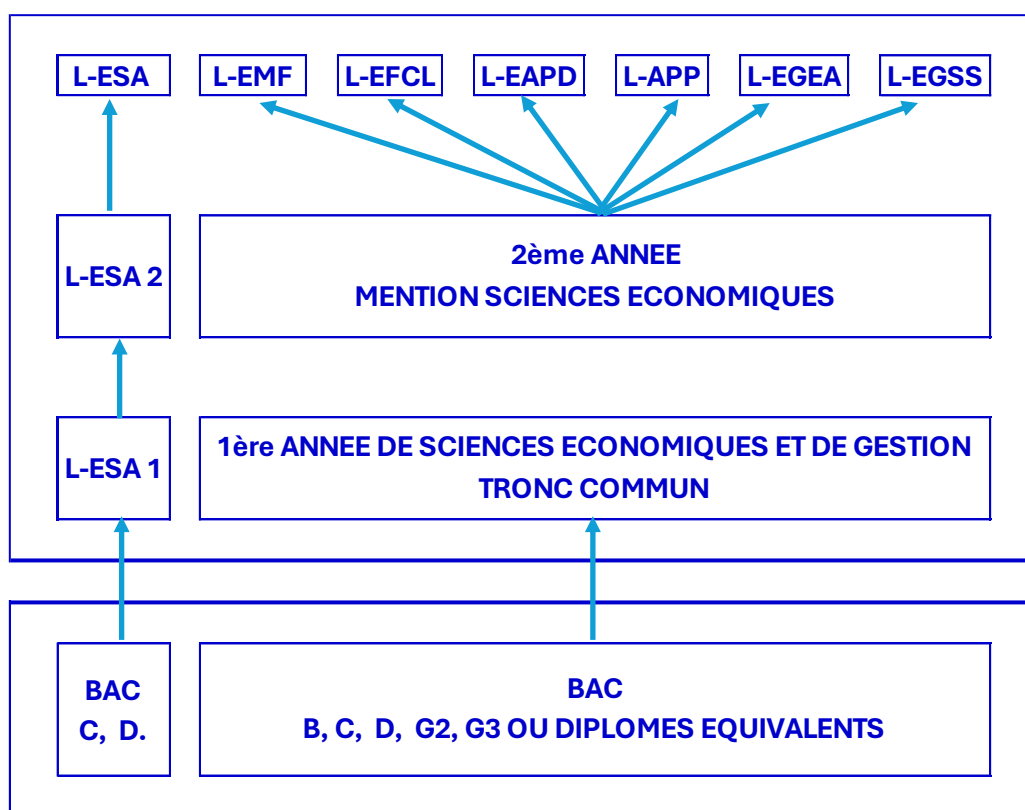 L-ESA
L-EMF
L-EFCL
L-EAPD
L-APP
L-EGEA
L-EGSS
L-ESA 2
2ème ANNEE
MENTION SCIENCES ECONOMIQUES
L-ESA 1
1ère ANNEE DE SCIENCES ECONOMIQUES ET DE GESTION
TRONC COMMUN
BAC
C, D.
BAC
B, C, D, G2, G3 OU DIPLOMES EQUIVALENTS